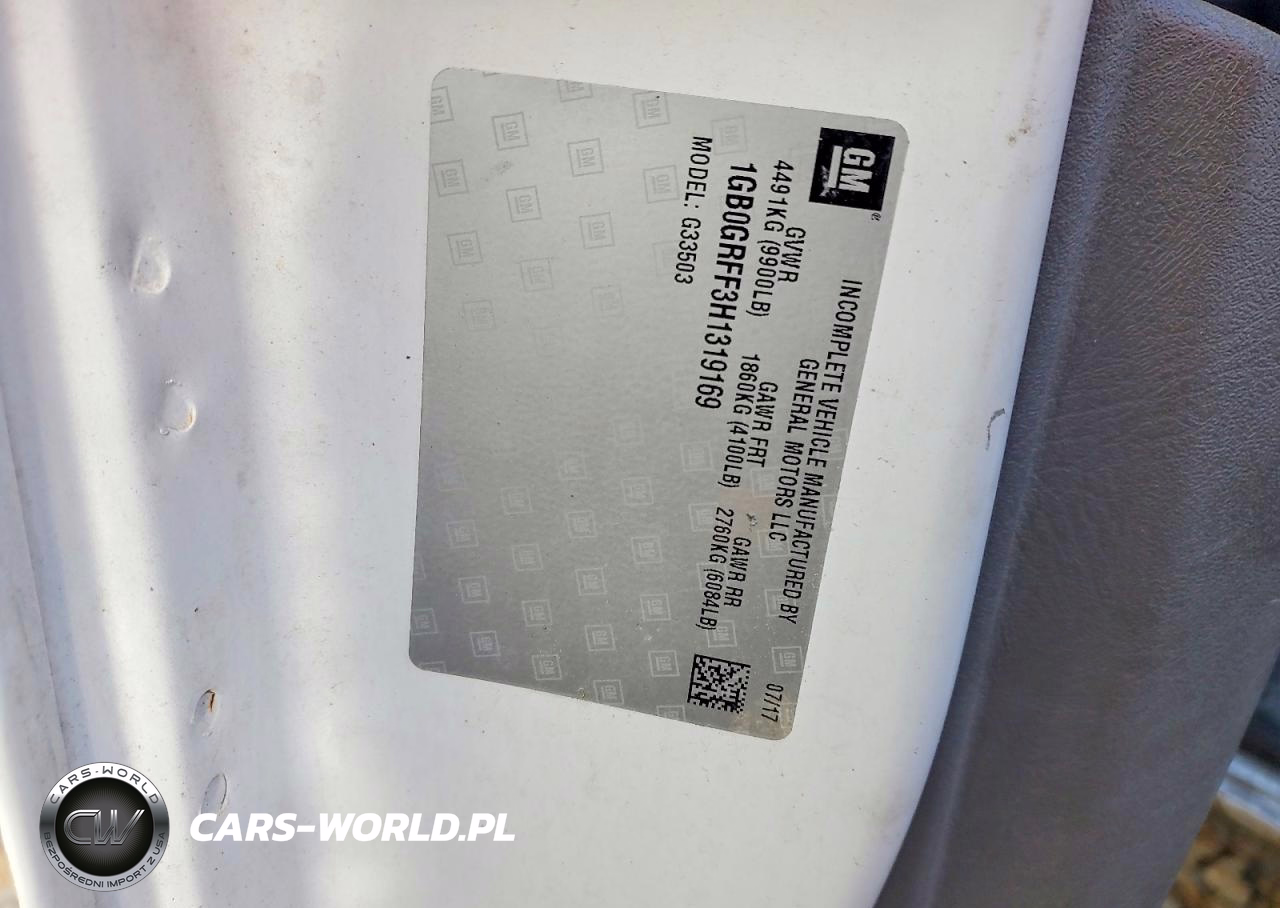 GM
®
INCOMPLETE VEHICLE MANUFACTURED BY
GENERAL MOTORS LLC
07/17
GVWR GAWR FRT GAWR RR
4491KG (9900LB) 1860KG (4100LB) 2760KG (6084LB)
1GB0GRFF3H1319169
MODEL: G33503
CARS-WORLD
CW
BEZPOŚREDNI IMPORT Z USA
CARS-WORLD.PL